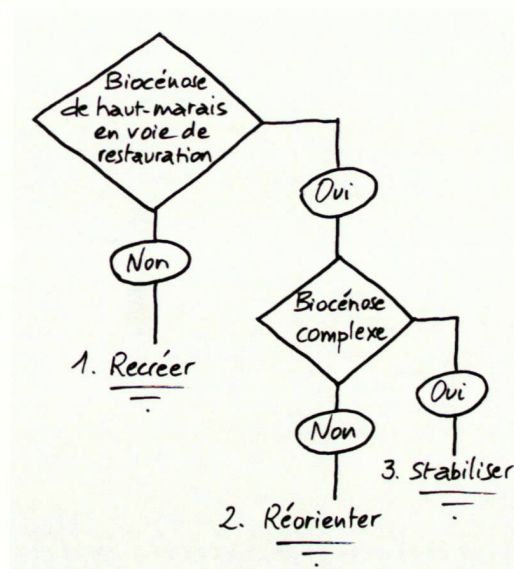 Biocénose
de haut-marais
en voie de
restauration
Oui
Non
Biocénose
complexe
1. Recréer
Oui
Non
3. Stabiliser
2. Réorienter